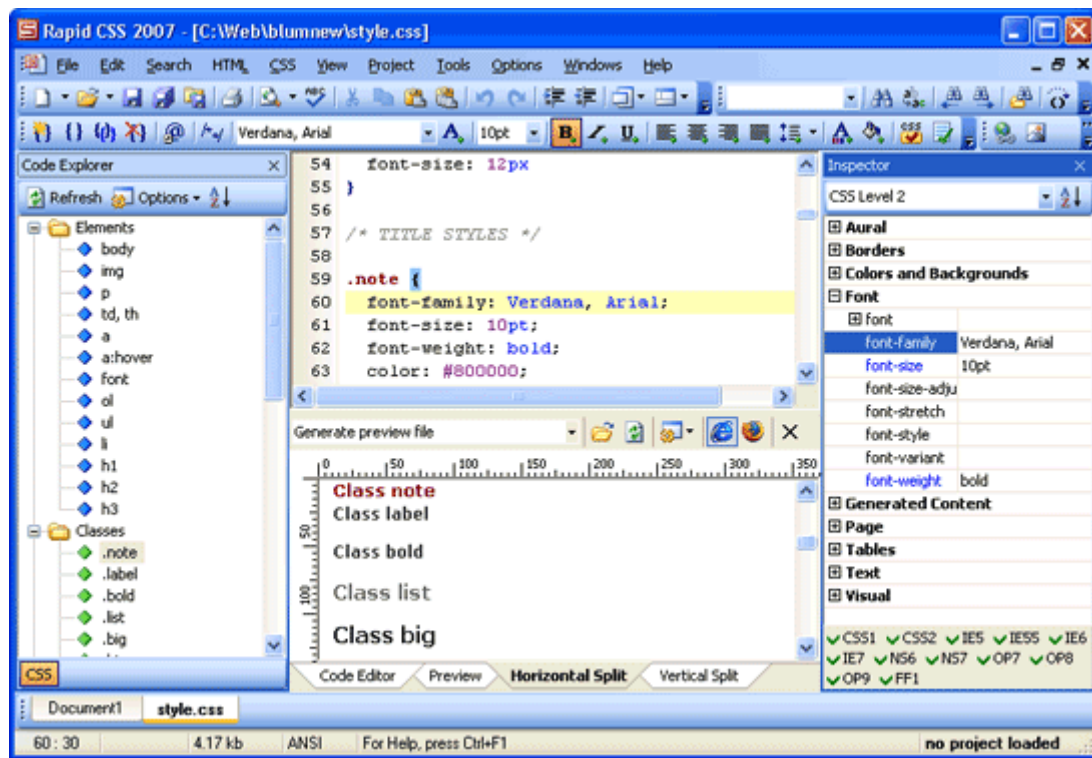 Rapid CSS 2007 - [C:\Web\blumnew\style.css]
File Edit Search HTML CSS View Project Tools Options Windows Help
Verdana, Arial 10pt
Code Explorer
Refresh Options
Elements
body
img
p
td, th
a
a:hover
font
ol
ul
li
h1
h2
h3
Classes
.note
.label
.bold
.list
.big
CSS
54 font-size: 12px
55 }
56
57 /* TITLE STYLES */
58
59 .note {
60 font-family: Verdana, Arial;
61 font-size: 10pt;
62 font-weight: bold;
63 color: #800000;
Generate preview file
0 50 100 150 200 250 300 350
50
100
Class note
Class label
Class bold
Class list
Class big
Code Editor Preview Horizontal Split Vertical Split
Inspector
CSS Level 2
Aural
Borders
Colors and Backgrounds
Font
font
font-family Verdana, Arial
font-size 10pt
font-size-adju
font-stretch
font-style
font-variant
font-weight bold
Generated Content
Page
Tables
Text
Visual
CSS1 CSS2 IE5 IE55 IE6
IE7 NS6 NS7 OP7 OP8
OP9 FF1
Document1 style.css
60 : 30 4.17 kb ANSI For Help, press Ctrl+F1 no project loaded